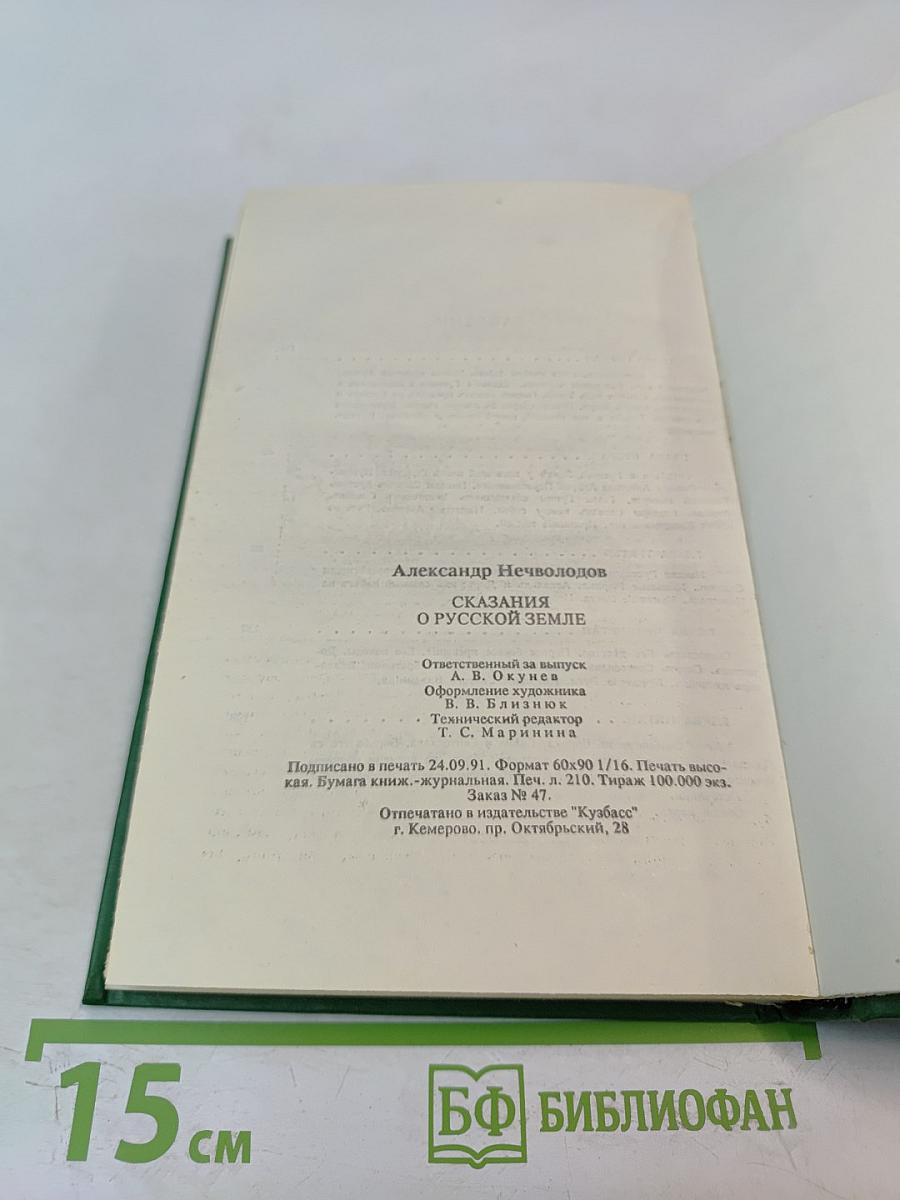 Александр Нечволодов
СКАЗАНИЯ
О РУССКОЙ ЗЕМЛЕ
Ответственный за выпуск
А. В. Окунев
Оформление художника
В. В. Близнюк
Технический редактор
Т. С. Маринина
Подписано в печать 24.09.91. Формат 60х90 1/16. Печать высо-
кая. Бумага книж.-журнальная. Печ. л. 210. Тираж 100.000 экз.
Заказ № 47.
Отпечатано в издательстве "Кузбасс"
г. Кемерово. пр. Октябрьский, 28
15 см
БФ БИБЛИОФАН